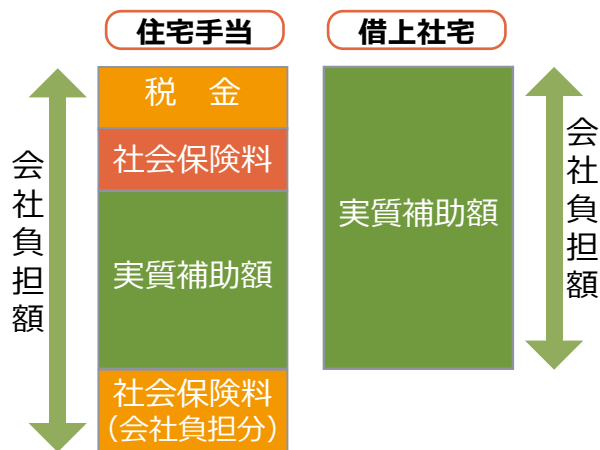 住宅手当
借上社宅
会社負担額
税　金
社会保険料
実質補助額
社会保険料
（会社負担分）
実質補助額
会社負担額